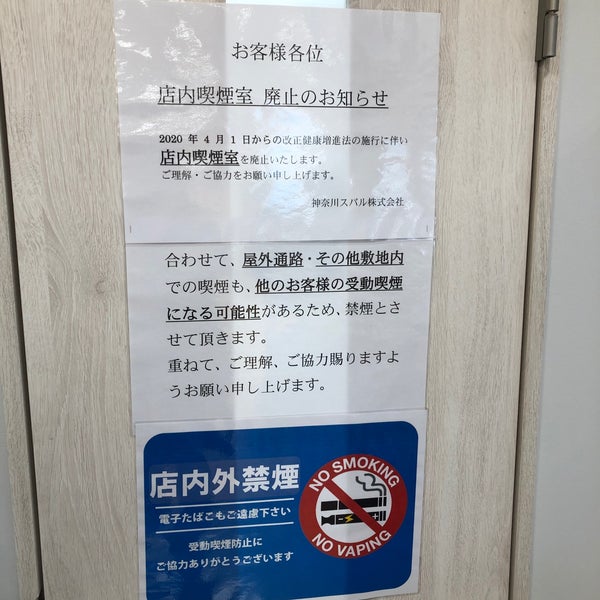 お客様各位
店内喫煙室 廃止のお知らせ
2020 年 4 月 1 日からの改正健康増進法の施行に伴い
店内喫煙室を廃止いたします。
ご理解・ご協力をお願い申し上げます。
神奈川スバル株式会社
合わせて、屋外通路・その他敷地内
での喫煙も、他のお客様の受動喫煙
になる可能性があるため、禁煙とさ
せて頂きます。
重ねて、ご理解、ご協力賜りますよ
うお願い申し上げます。
店内外禁煙
電子たばこもご遠慮下さい
受動喫煙防止に
ご協力ありがとうございます
NO SMOKING
NO VAPING